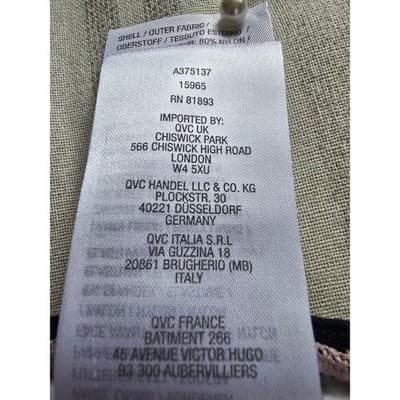 SHELL / OUTER FABRIC /
OBERSTOFF / TESSUTO ESTERNO /
80% NYLON /
A375137
15965
RN 81893
IMPORTED BY:
QVC UK
CHISWICK PARK
566 CHISWICK HIGH ROAD
LONDON
W4 5XU
QVC HANDEL LLC & CO. KG
PLOCKSTR. 30
40221 DÜSSELDORF
GERMANY
QVC ITALIA S.R.L
VIA GUZZINA 18
20861 BRUGHERIO (MB)
ITALY
QVC FRANCE
BATIMENT 266
45 AVENUE VICTOR HUGO
93 300 AUBERVILLIERS